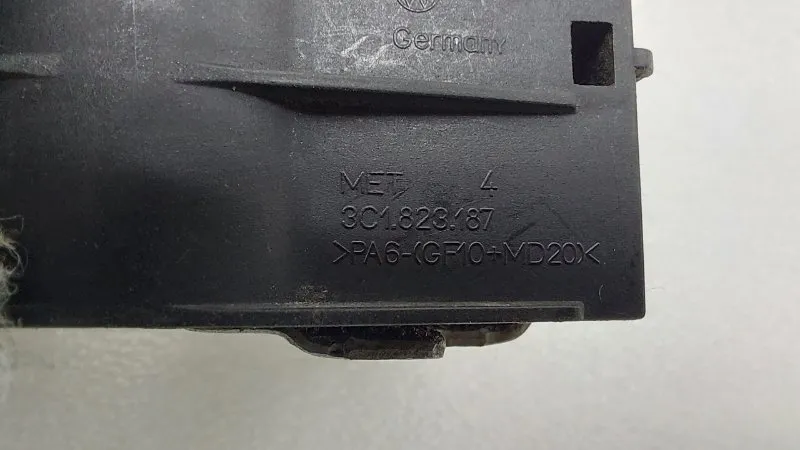 Germany
MET 4
3C1.823.187
>PA6-(GF10+MD20)<